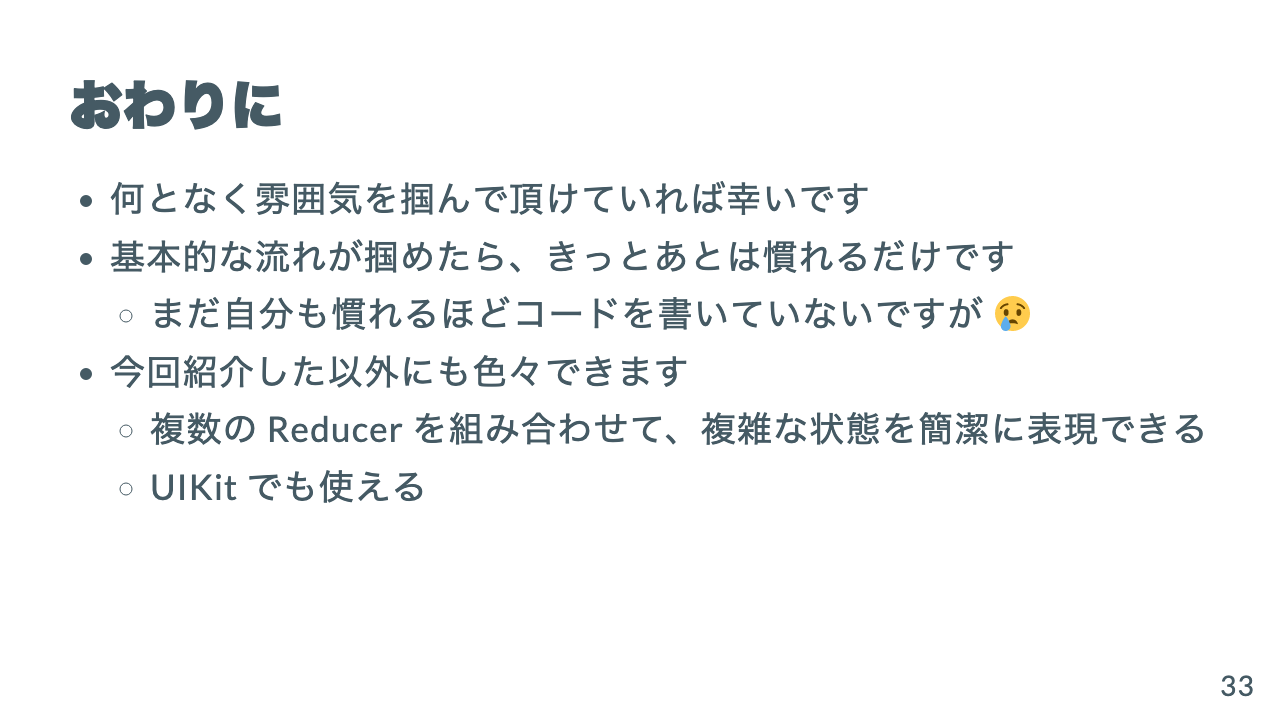 おわりに
何となく雰囲気を掴んで頂けていれば幸いです
基本的な流れが掴めたら、きっとあとは慣れるだけです
まだ自分も慣れるほどコードを書いていないですが 😢
今回紹介した以外にも色々できます
複数の Reducer を組み合わせて、複雑な状態を簡潔に表現できる
UIKit でも使える
33